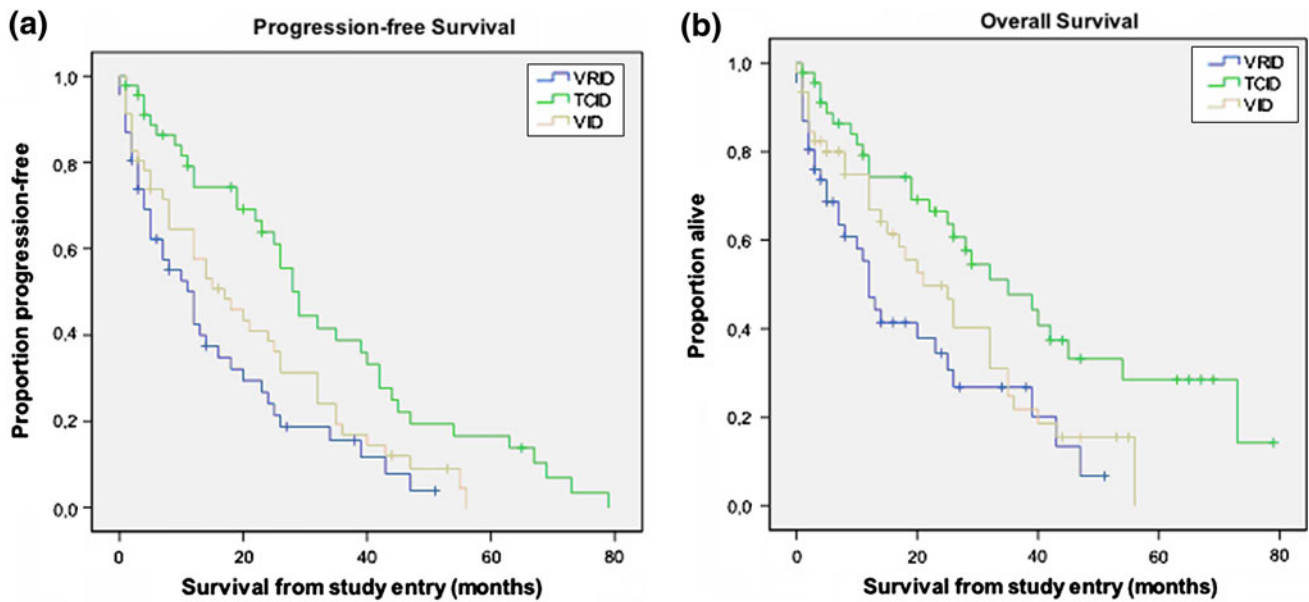 (a)
Progression-free Survival
VRID
TCID
VID
Proportion progression-free
1,0
0,8
0,6
0,4
0,2
0,0
0 20 40 60 80
Survival from study entry (months)
(b)
Overall Survival
VRID
TCID
VID
Proportion alive
1,0
0,8
0,6
0,4
0,2
0,0
0 20 40 60 80
Survival from study entry (months)